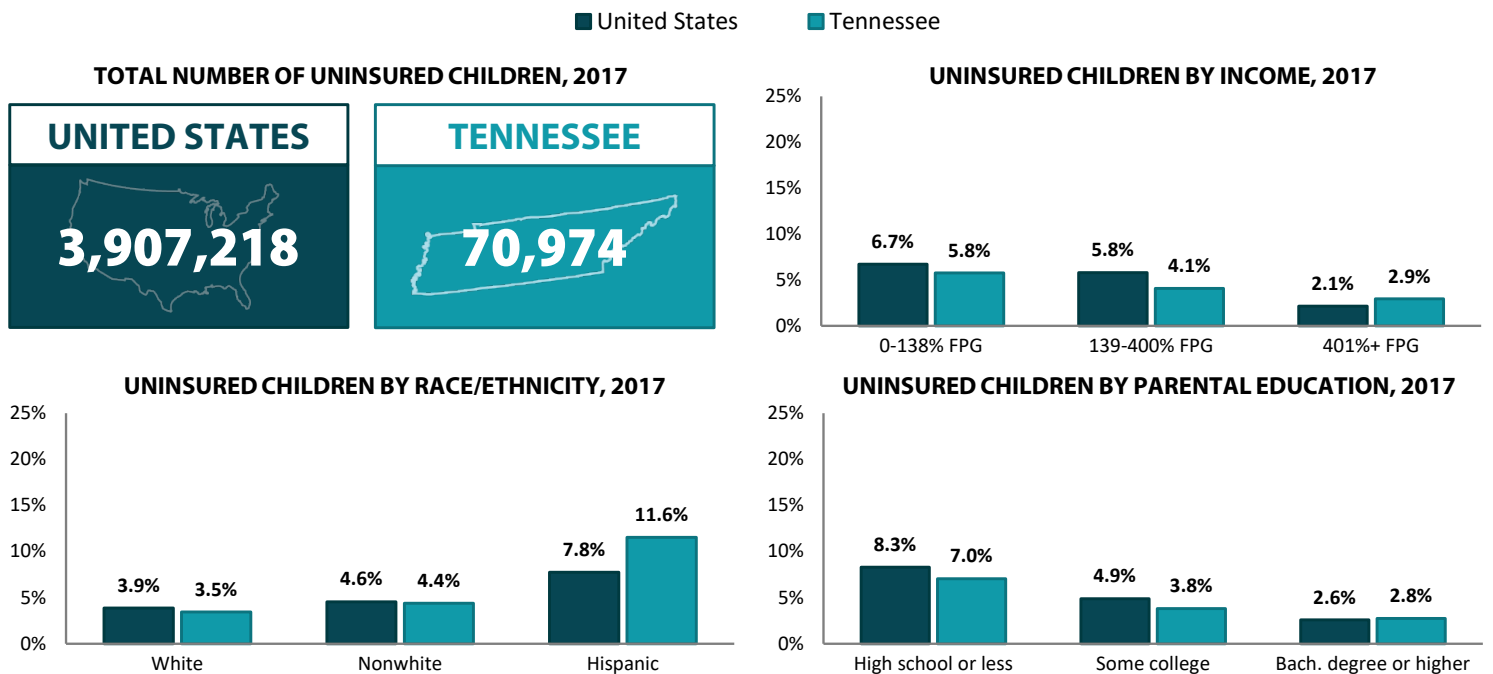 United States Tennessee
TOTAL NUMBER OF UNINSURED CHILDREN, 2017
UNITED STATES
3,907,218
TENNESSEE
70,974
UNINSURED CHILDREN BY INCOME, 2017
25%
20%
15%
10%
5%
0%
6.7% 5.8% 5.8% 4.1% 2.1% 2.9%
0-138% FPG 139-400% FPG 401%+ FPG
UNINSURED CHILDREN BY RACE/ETHNICITY, 2017
25%
20%
15%
10%
5%
0%
3.9% 3.5% 4.6% 4.4% 7.8% 11.6%
White Nonwhite Hispanic
UNINSURED CHILDREN BY PARENTAL EDUCATION, 2017
25%
20%
15%
10%
5%
0%
8.3% 7.0% 4.9% 3.8% 2.6% 2.8%
High school or less Some college Bach. degree or higher